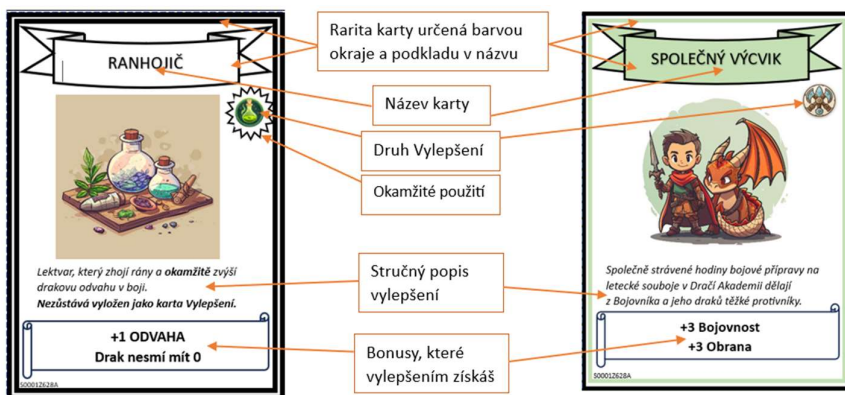 RANHOJIČ
Lektvar, který zhojí rány a okamžitě zvýší
drakovu odvahu v boji.
Nezůstává vyložen jako karta Vylepšení.
+1 ODVAHA
Drak nesmí mít 0
S0001Z628A
Rarita karty určená barvou
okraje a podkladu v názvu
Název karty
Druh Vylepšení
Okamžité použití
Stručný popis
vylepšení
Bonusy, které
vylepšením získáš
SPOLEČNÝ VÝCVIK
Společně strávené hodiny bojové přípravy na
letecké souboje v Dračí Akademii dělají
z Bojovníka a jeho draků těžké protivníky.
+3 Bojovnost
+3 Obrana
S0001Z628A